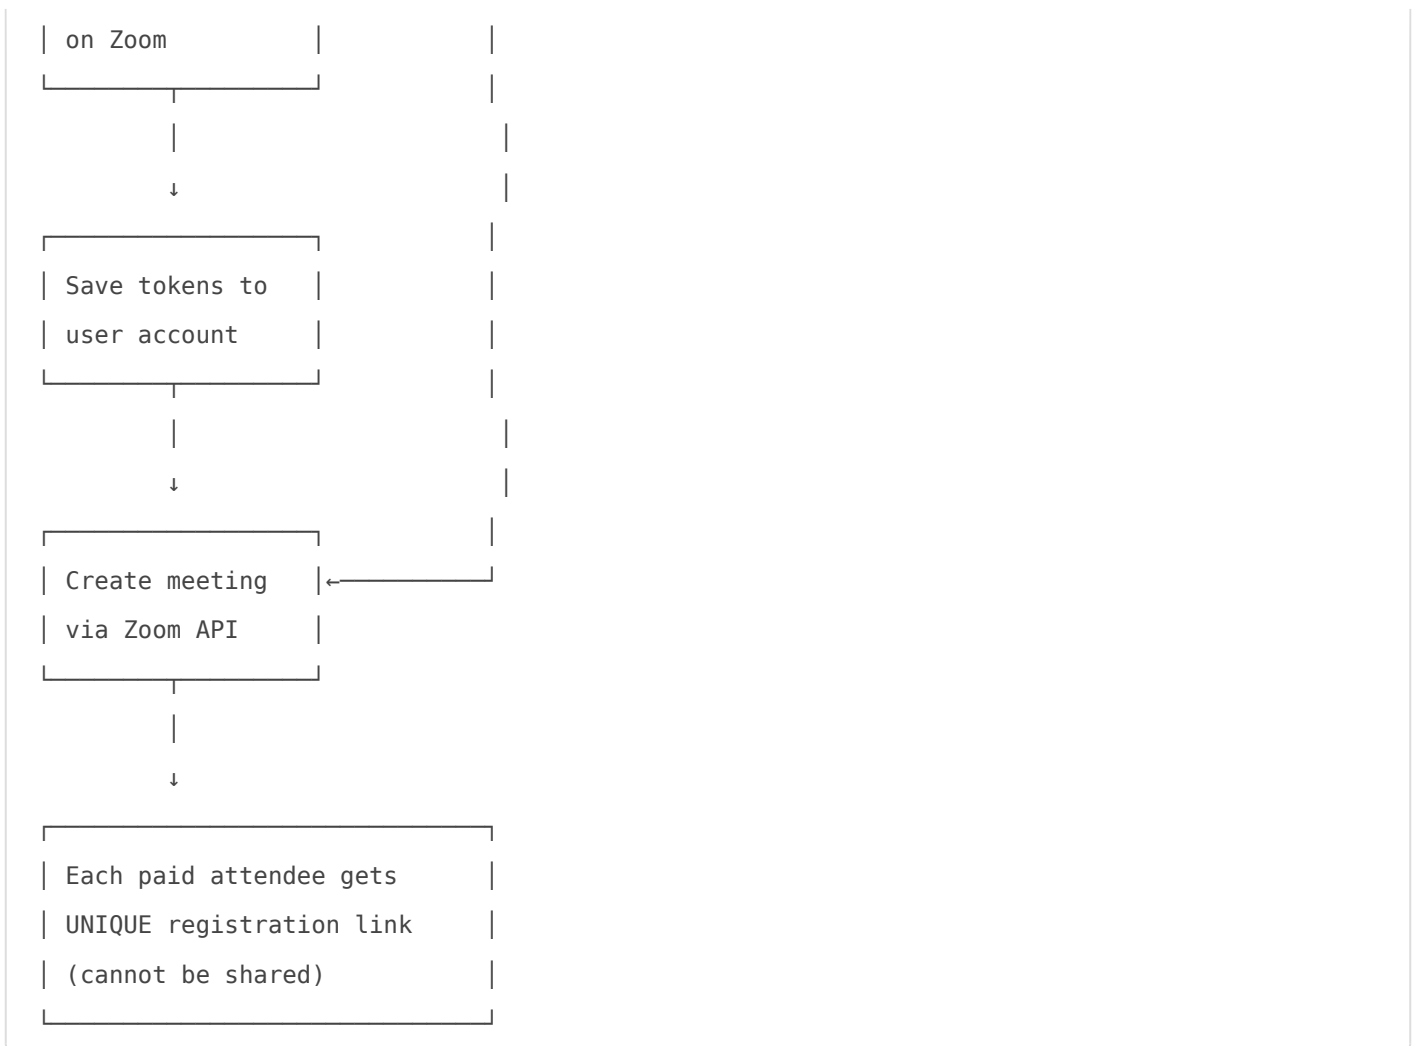 on Zoom
↓
Save tokens to
user account
↓
Create meeting ←
via Zoom API
↓
Each paid attendee gets
UNIQUE registration link
(cannot be shared)